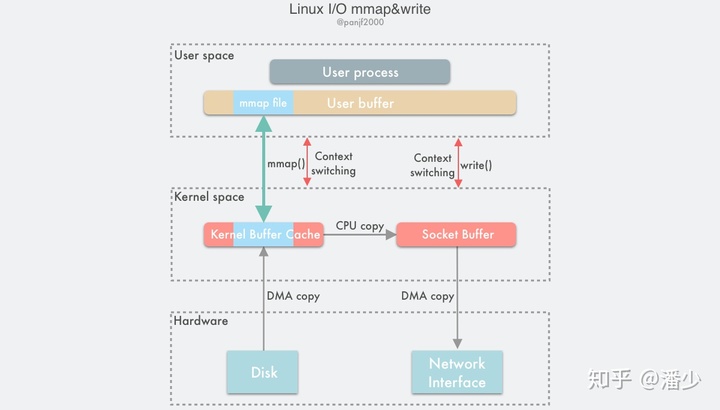 Linux I/O mmap&write
@panjf2000
User space
User process
mmap file
User buffer
mmap()
Context
switching
Context
switching
write()
Kernel space
Kernel Buffer Cache
CPU copy
Socket Buffer
DMA copy
DMA copy
Hardware
Disk
Network
Interface
知乎 @潘少